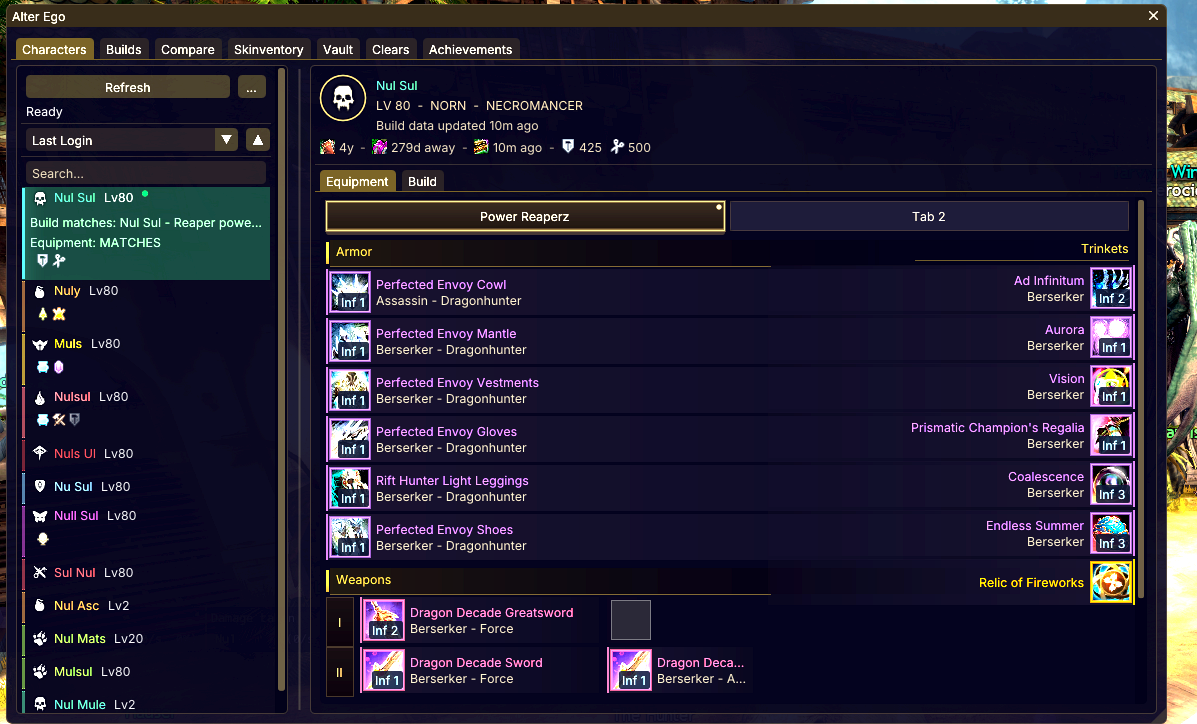 Alter Ego
Characters Builds Compare Skinventory Vault Clears Achievements
Refresh ...
Ready
Last Login
Search...
Nul Sul Lv80
Build matches: Nul Sul - Reaper powe...
Equipment: MATCHES
Nuly Lv80
Muls Lv80
Nulsul Lv80
Nuls Ul Lv80
Nu Sul Lv80
Null Sul Lv80
Sul Nul Lv80
Nul Asc Lv2
Nul Mats Lv20
Mulsul Lv80
Nul Mule Lv2
Nul Sul
LV 80 - NORN - NECROMANCER
Build data updated 10m ago
4y - 279d away - 10m ago - 425 500
Equipment Build
Power Reaperz Tab 2
Armor
Inf 1 Perfected Envoy Cowl
Assassin - Dragonhunter
Inf 1 Perfected Envoy Mantle
Berserker - Dragonhunter
Inf 1 Perfected Envoy Vestments
Berserker - Dragonhunter
Inf 1 Perfected Envoy Gloves
Berserker - Dragonhunter
Inf 1 Rift Hunter Light Leggings
Berserker - Dragonhunter
Inf 1 Perfected Envoy Shoes
Berserker - Dragonhunter
Trinkets
Ad Infinitum
Berserker Inf 2
Aurora
Berserker Inf 1
Vision
Berserker Inf 1
Prismatic Champion's Regalia
Berserker Inf 1
Coalescence
Berserker Inf 3
Endless Summer
Berserker Inf 3
Relic of Fireworks
Weapons
I Inf 2 Dragon Decade Greatsword
Berserker - Force
II Inf 1 Dragon Decade Sword
Berserker - Force
Inf 1 Dragon Deca...
Berserker - A...